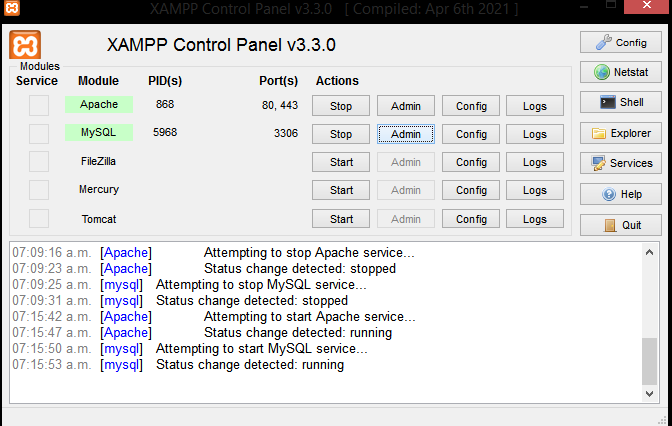 XAMPP Control Panel v3.3.0 [ Compiled: Apr 6th 2021 ]
XAMPP Control Panel v3.3.0
Config
Modules
Service Module PID(s) Port(s) Actions
Netstat
Apache 868 80, 443 Stop Admin Config Logs
Shell
MySQL 5968 3306 Stop Admin Config Logs
Explorer
FileZilla Start Admin Config Logs
Services
Mercury Start Admin Config Logs
Help
Tomcat Start Admin Config Logs
Quit
07:09:16 a.m. [Apache] Attempting to stop Apache service...
07:09:23 a.m. [Apache] Status change detected: stopped
07:09:25 a.m. [mysql] Attempting to stop MySQL service...
07:09:31 a.m. [mysql] Status change detected: stopped
07:15:42 a.m. [Apache] Attempting to start Apache service...
07:15:47 a.m. [Apache] Status change detected: running
07:15:50 a.m. [mysql] Attempting to start MySQL service...
07:15:53 a.m. [mysql] Status change detected: running